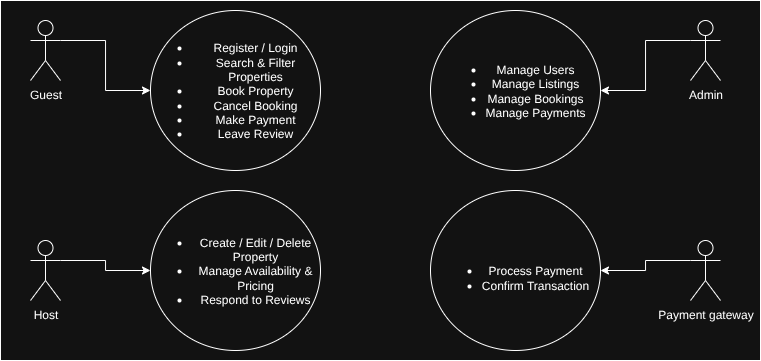 Guest
• Register / Login
• Search & Filter
Properties
• Book Property
• Cancel Booking
• Make Payment
• Leave Review
• Manage Users
• Manage Listings
• Manage Bookings
• Manage Payments
Admin
Host
• Create / Edit / Delete
Property
• Manage Availability &
Pricing
• Respond to Reviews
• Process Payment
• Confirm Transaction
Payment gateway